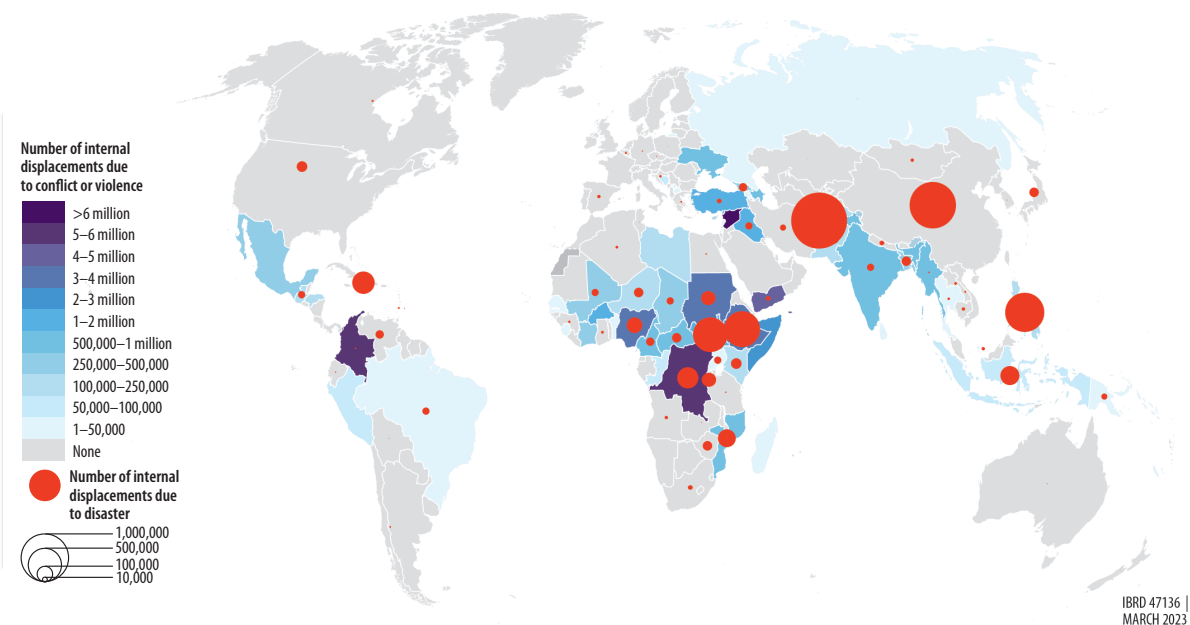 Number of internal
displacements due
to conflict or violence
>6 million
5–6 million
4–5 million
3–4 million
2–3 million
1–2 million
500,000–1 million
250,000–500,000
100,000–250,000
50,000–100,000
1–50,000
None
Number of internal
displacements due
to disaster
1,000,000
500,000
100,000
10,000
IBRD 47136 |
MARCH 2023